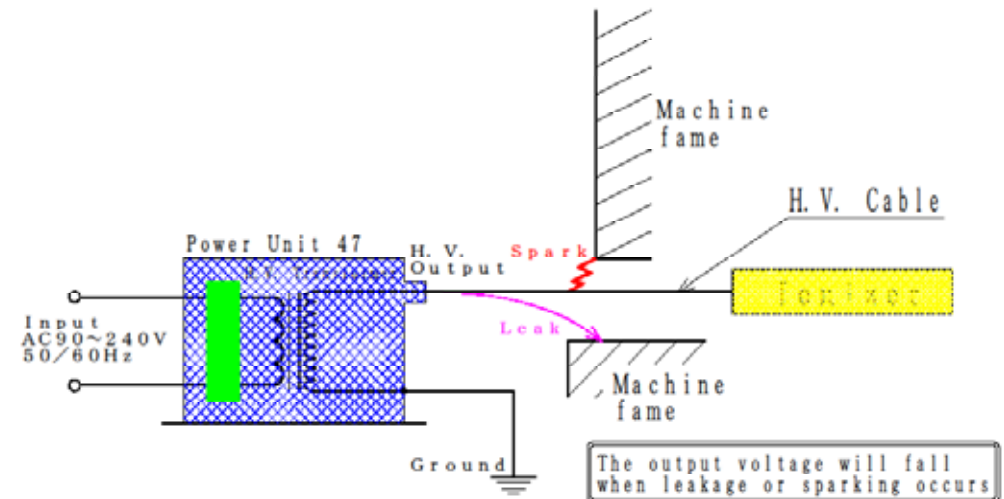 Machine
fame
H. V. Cable
Power Unit 47
H. V.
Output
Spark
Ionizer
Input
AC90~240V
50/60Hz
Leak
Machine
fame
Ground
The output voltage will fall
when leakage or sparking occurs